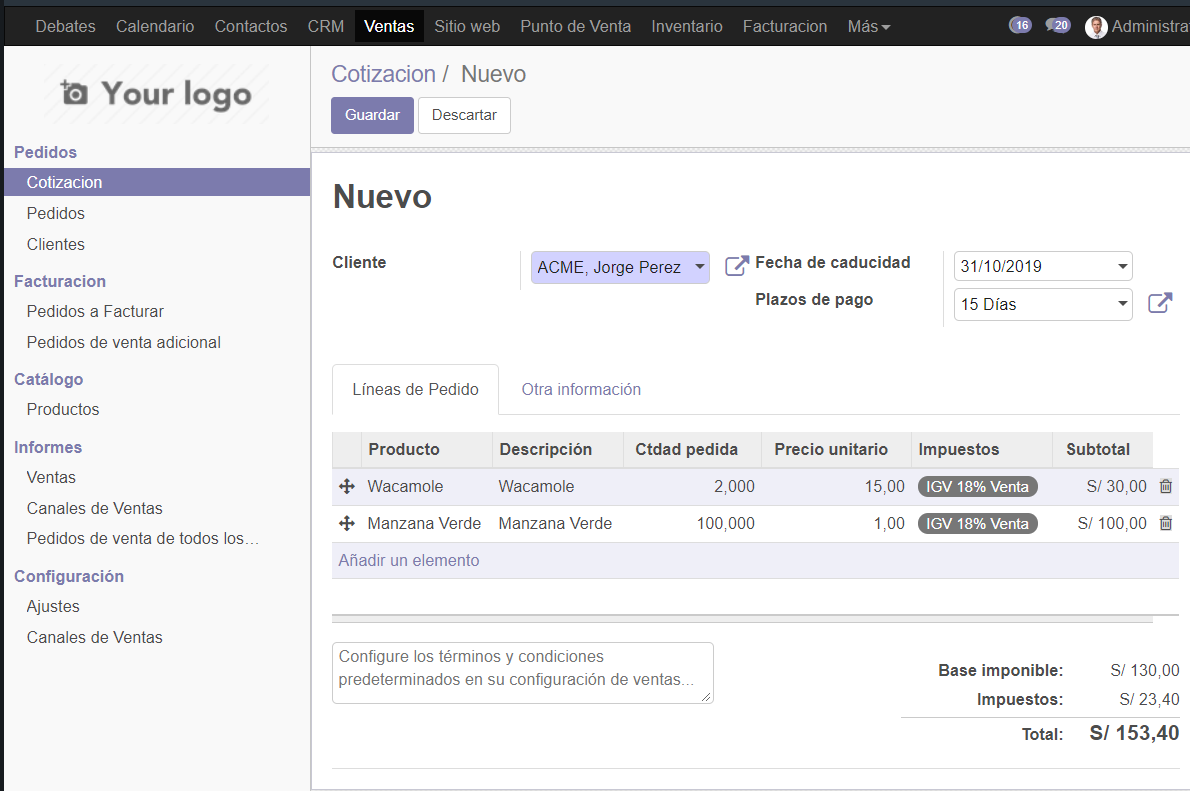 Debates Calendario Contactos CRM Ventas Sitio web Punto de Venta Inventario Facturacion Más 16 20 Administra
Your logo
Pedidos
Cotizacion
Pedidos
Clientes
Facturacion
Pedidos a Facturar
Pedidos de venta adicional
Catálogo
Productos
Informes
Ventas
Canales de Ventas
Pedidos de venta de todos los…
Configuración
Ajustes
Canales de Ventas
Cotizacion / Nuevo
Guardar Descartar
Nuevo
Cliente ACME, Jorge Perez Fecha de caducidad 31/10/2019
Plazos de pago 15 Días
Líneas de Pedido Otra información
Producto Descripción Ctdad pedida Precio unitario Impuestos Subtotal
Wacamole Wacamole 2,000 15,00 IGV 18% Venta S/ 30,00
Manzana Verde Manzana Verde 100,000 1,00 IGV 18% Venta S/ 100,00
Añadir un elemento
Configure los términos y condiciones
predeterminados en su configuración de ventas...
Base imponible: S/ 130,00
Impuestos: S/ 23,40
Total: S/ 153,40